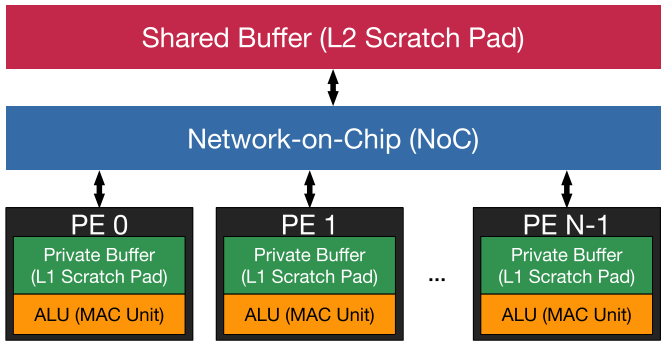 Shared Buffer (L2 Scratch Pad)
Network-on-Chip (NoC)
PE 0
Private Buffer
(L1 Scratch Pad)
ALU (MAC Unit)
PE 1
Private Buffer
(L1 Scratch Pad)
ALU (MAC Unit)
...
PE N-1
Private Buffer
(L1 Scratch Pad)
ALU (MAC Unit)